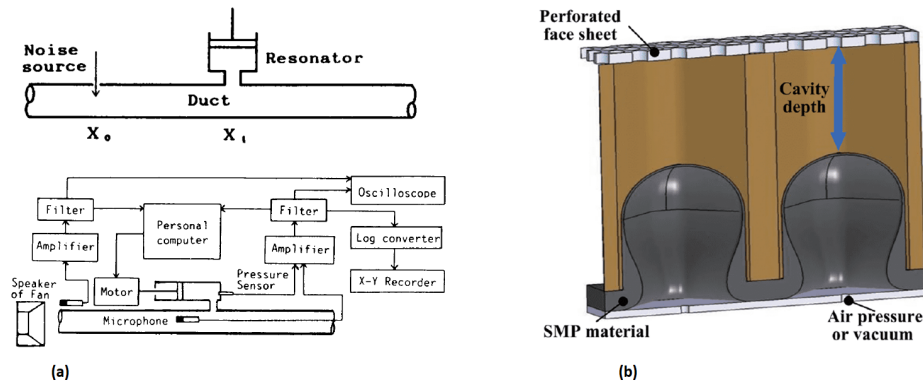 Noise
source
Resonator
Duct
X₀
X₁
Oscilloscope
Filter
Personal
computer
Filter
Amplifier
Amplifier
Log converter
Speaker
of Fan
Motor
Pressure
Sensor
X-Y Recorder
Microphone
(a)
Perforated
face sheet
Cavity
depth
SMP material
Air pressure
or vacuum
(b)